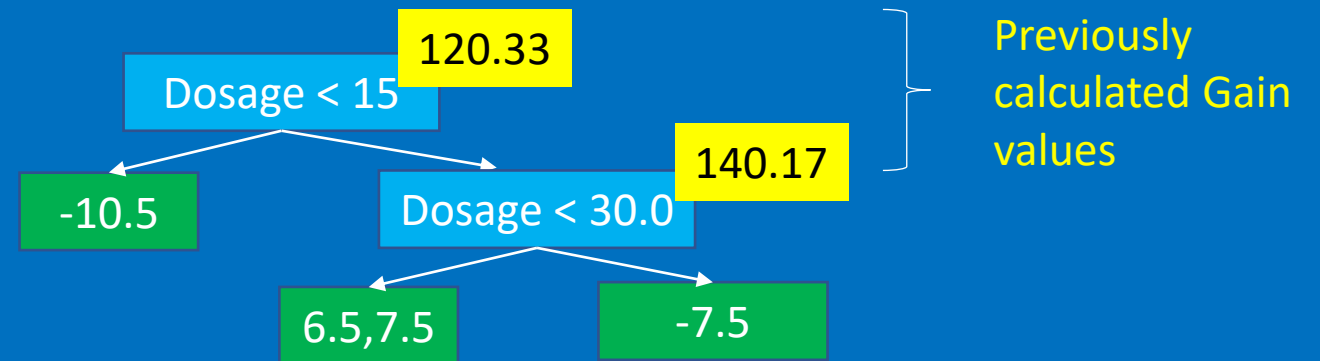 120.33
Dosage < 15
Previously
calculated Gain
values
140.17
-10.5
Dosage < 30.0
6.5,7.5
-7.5